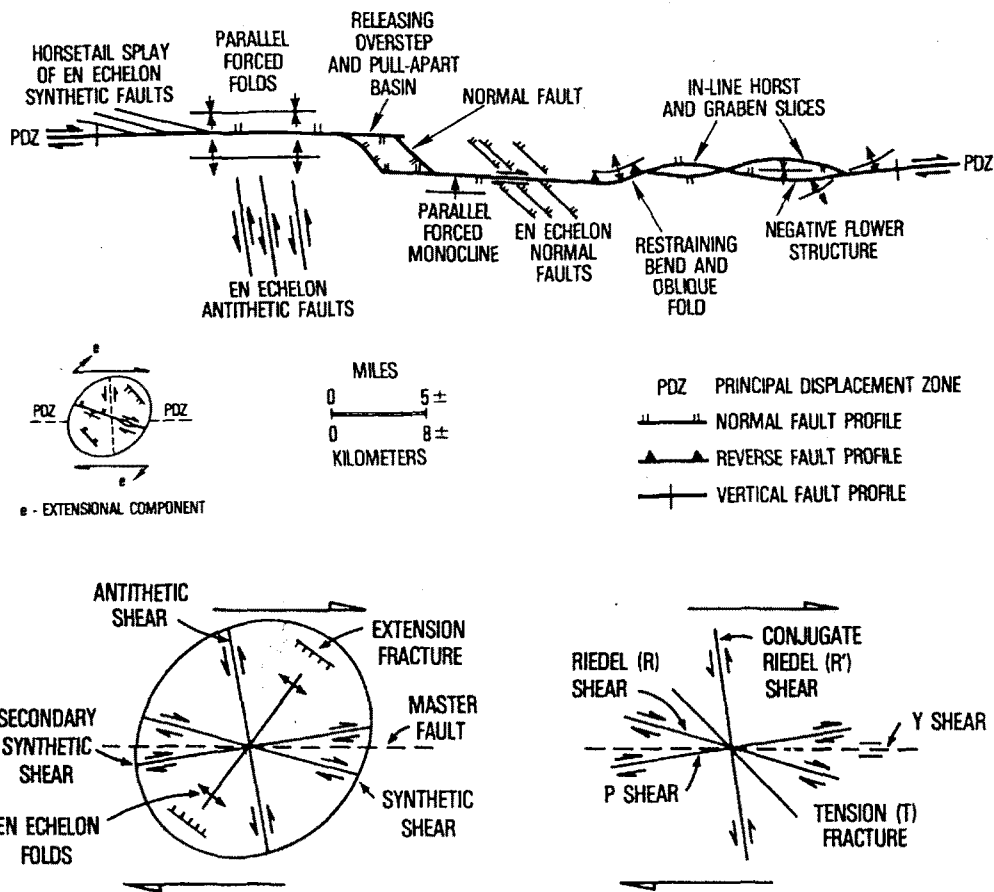 HORSETAIL SPLAY
OF EN ECHELON
SYNTHETIC FAULTS
PARALLEL
FORCED
FOLDS
RELEASING
OVERSTEP
AND PULL-APART
BASIN
NORMAL FAULT
IN-LINE HORST
AND GRABEN SLICES
PDZ
PDZ
PARALLEL
FORCED
MONOCLINE
EN ECHELON
NORMAL
FAULTS
RESTRAINING
BEND AND
OBLIQUE
FOLD
NEGATIVE FLOWER
STRUCTURE
EN ECHELON
ANTITHETIC FAULTS
e
PDZ
PDZ
e
e - EXTENSIONAL COMPONENT
MILES
0 5±
0 8±
KILOMETERS
PDZ PRINCIPAL DISPLACEMENT ZONE
NORMAL FAULT PROFILE
REVERSE FAULT PROFILE
VERTICAL FAULT PROFILE
ANTITHETIC
SHEAR
EXTENSION
FRACTURE
MASTER
FAULT
SECONDARY
SYNTHETIC
SHEAR
SYNTHETIC
SHEAR
EN ECHELON
FOLDS
RIEDEL (R)
SHEAR
CONJUGATE
RIEDEL (R')
SHEAR
Y SHEAR
P SHEAR
TENSION (T)
FRACTURE